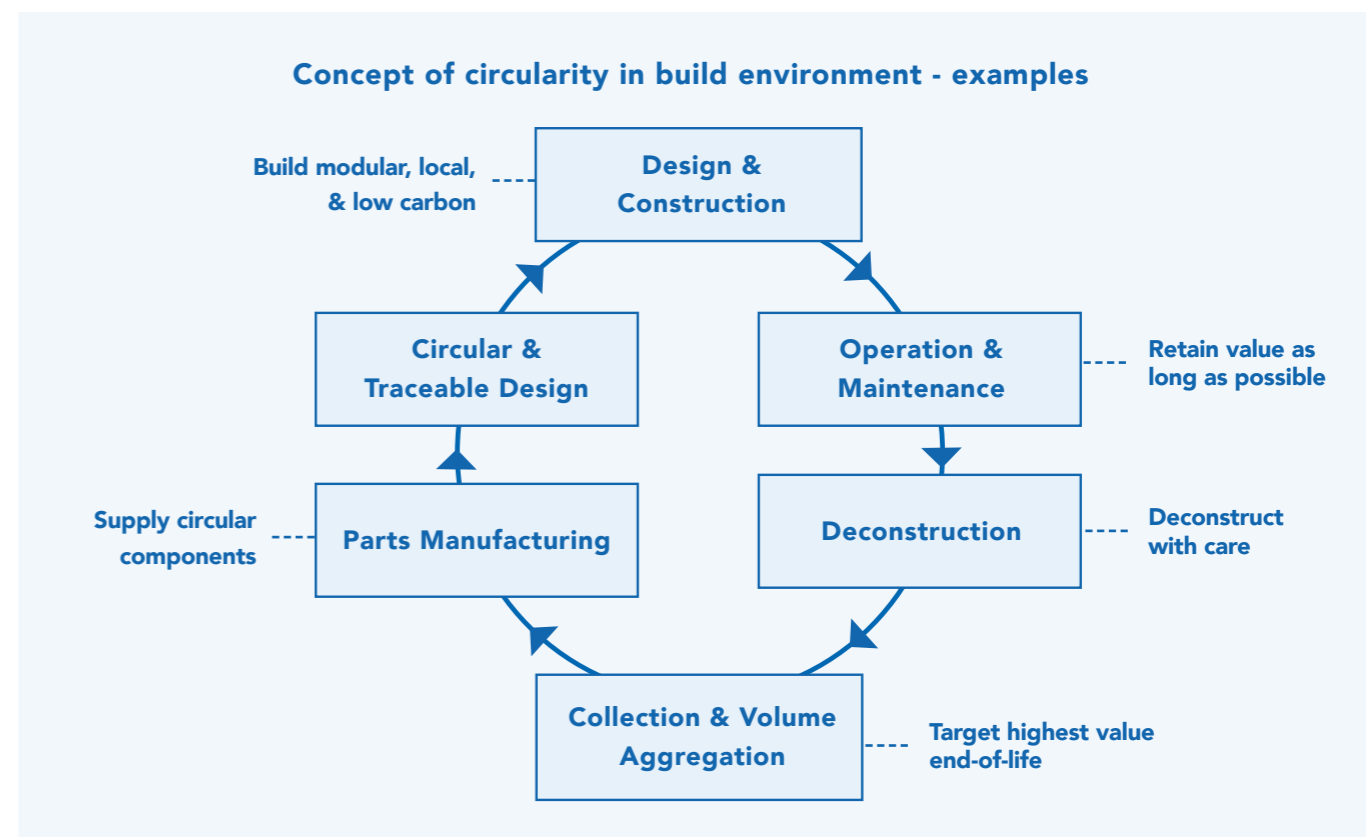 Concept of circularity in build environment - examples
Build modular, local,
& low carbon
Design &
Construction
Circular &
Traceable Design
Operation &
Maintenance
Retain value as
long as possible
Supply circular
components
Parts Manufacturing
Deconstruction
Deconstruct
with care
Collection & Volume
Aggregation
Target highest value
end-of-life